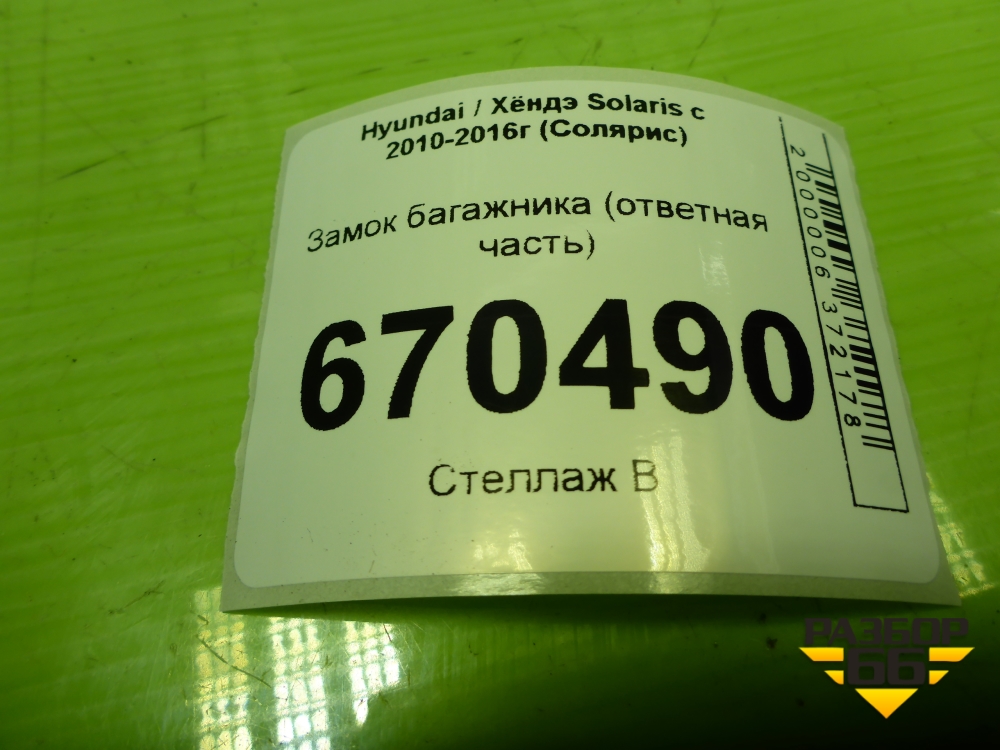 Hyundai / Хёндэ Solaris с
2010-2016г (Солярис)
Замок багажника (ответная
часть)
670490
Стеллаж В
2000006372178
РАЗБОР
66